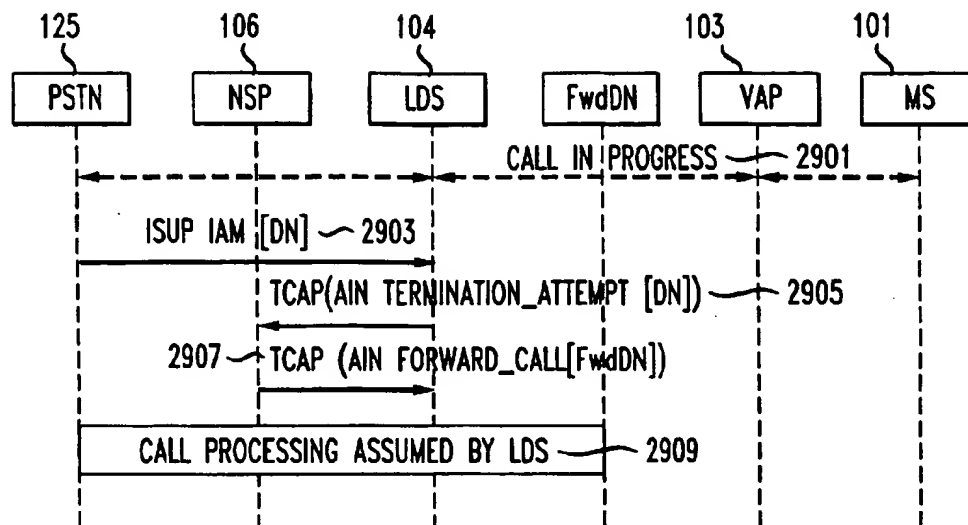 125 106 104 103 101
PSTN NSP LDS FwdDN VAP MS
CALL IN PROGRESS 2901
ISUP IAM [DN] 2903
TCAP(AIN TERMINATION_ATTEMPT [DN]) 2905
2907 TCAP (AIN FORWARD_CALL[FwdDN])
CALL PROCESSING ASSUMED BY LDS 2909